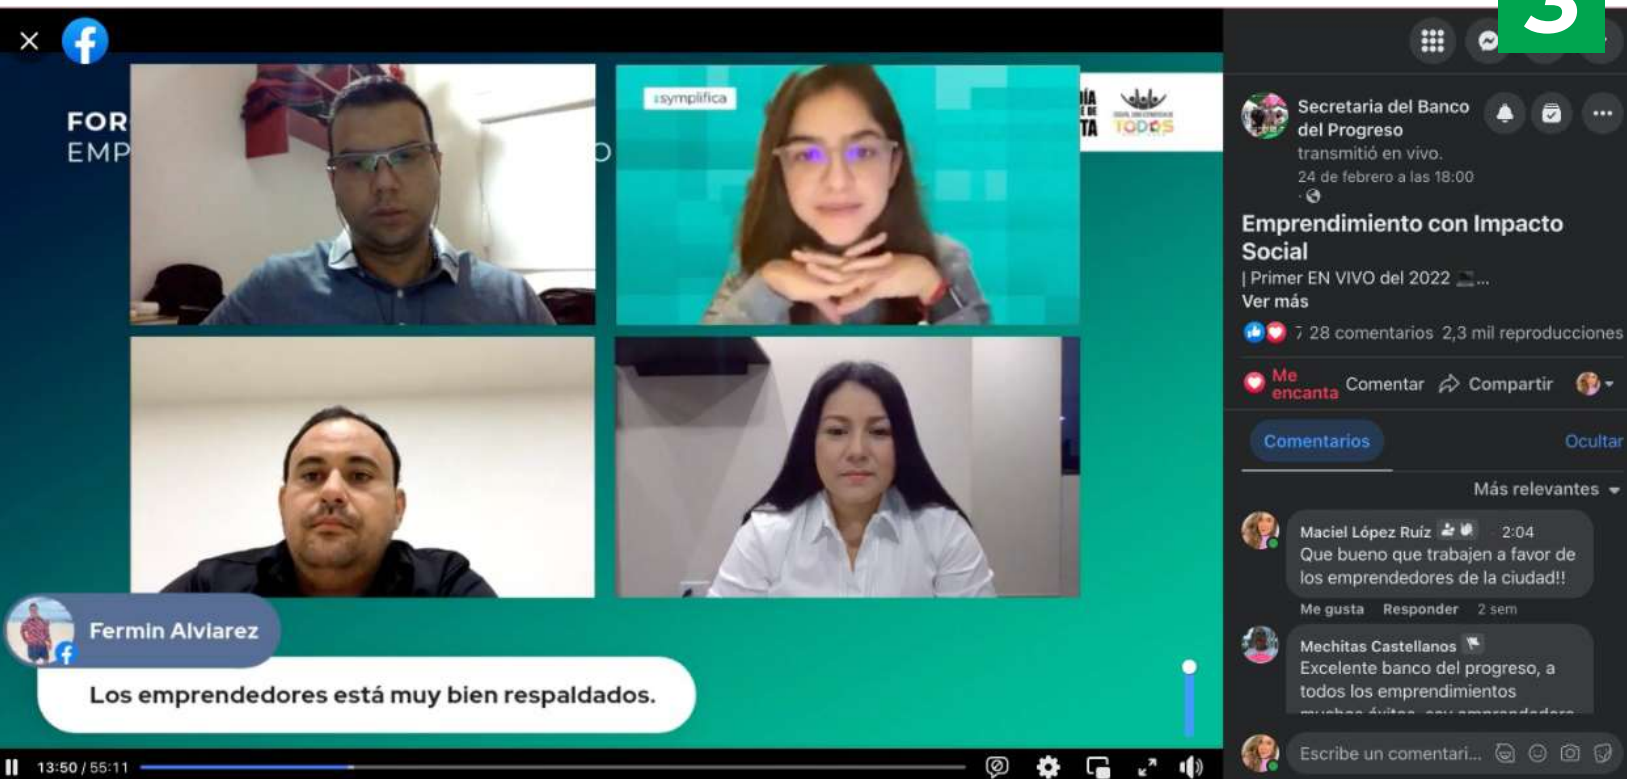 3
FOR
EMP
O
symplifica
ÍA
E DE
TA
TODOS
Fermin Alviarez
Los emprendedores está muy bien respaldados.
13:50 / 55:11
Secretaria del Banco
del Progreso
transmitió en vivo.
24 de febrero a las 18:00
Emprendimiento con Impacto
Social
| Primer EN VIVO del 2022 ...
Ver más
28 comentarios 2,3 mil reproducciones
Me
encanta
Comentar
Compartir
Comentarios
Ocultar
Más relevantes
Maciel López Ruíz · 2:04
Que bueno que trabajen a favor de
los emprendedores de la ciudad!!
Me gusta Responder 2 sem
Mechitas Castellanos
Excelente banco del progreso, a
todos los emprendimientos
Escribe un comentari...